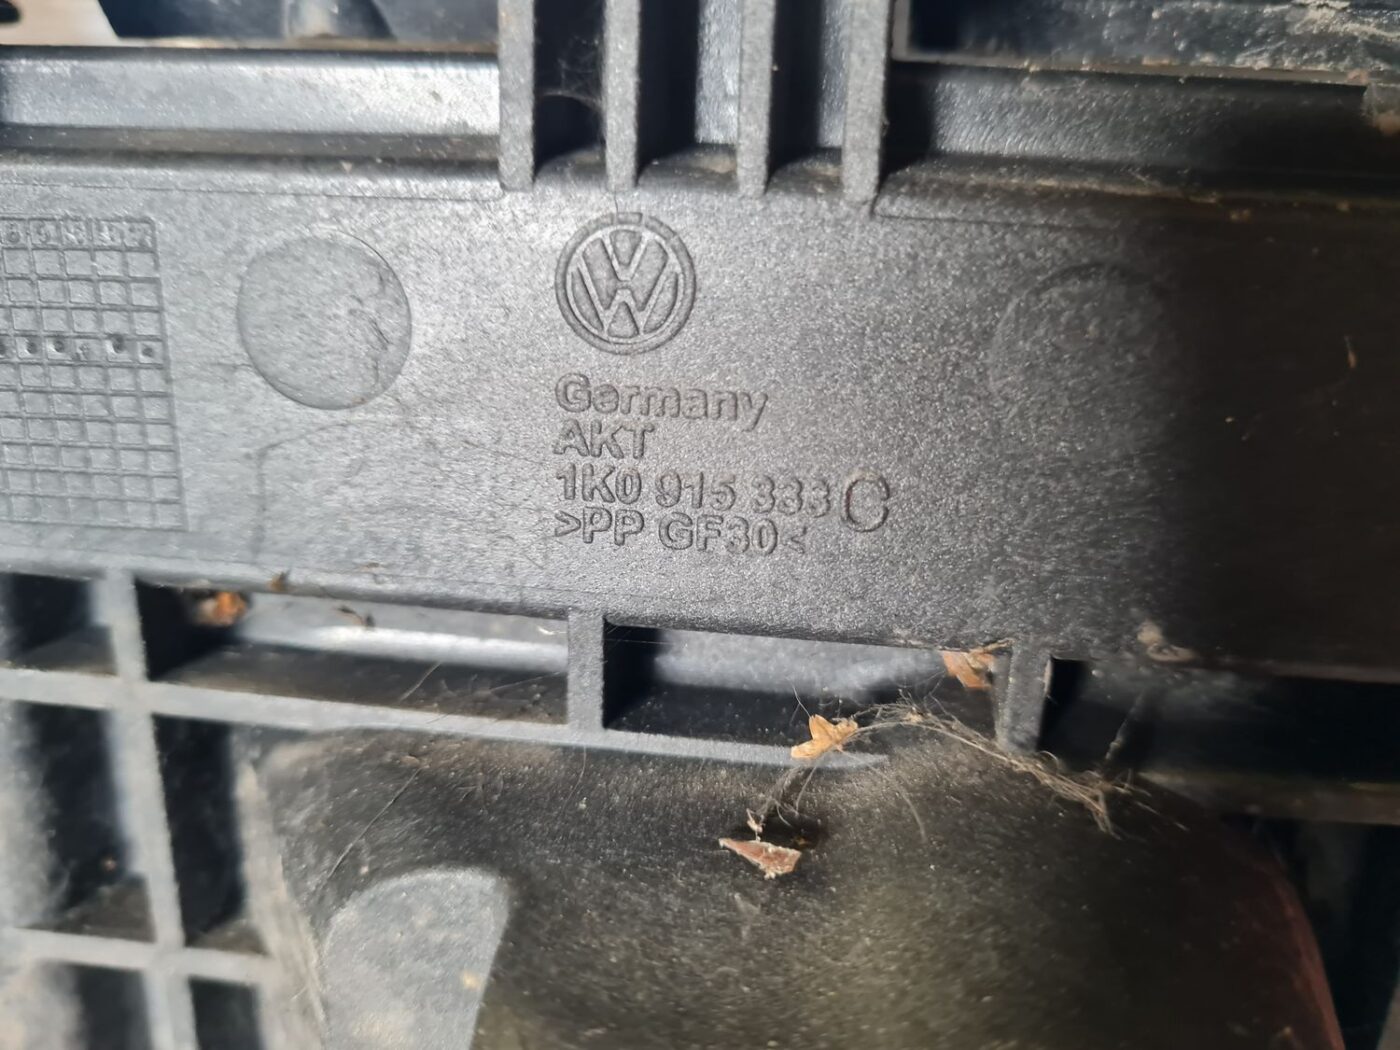 Germany
AKT
1K0 915 333 C
>PP GF30<